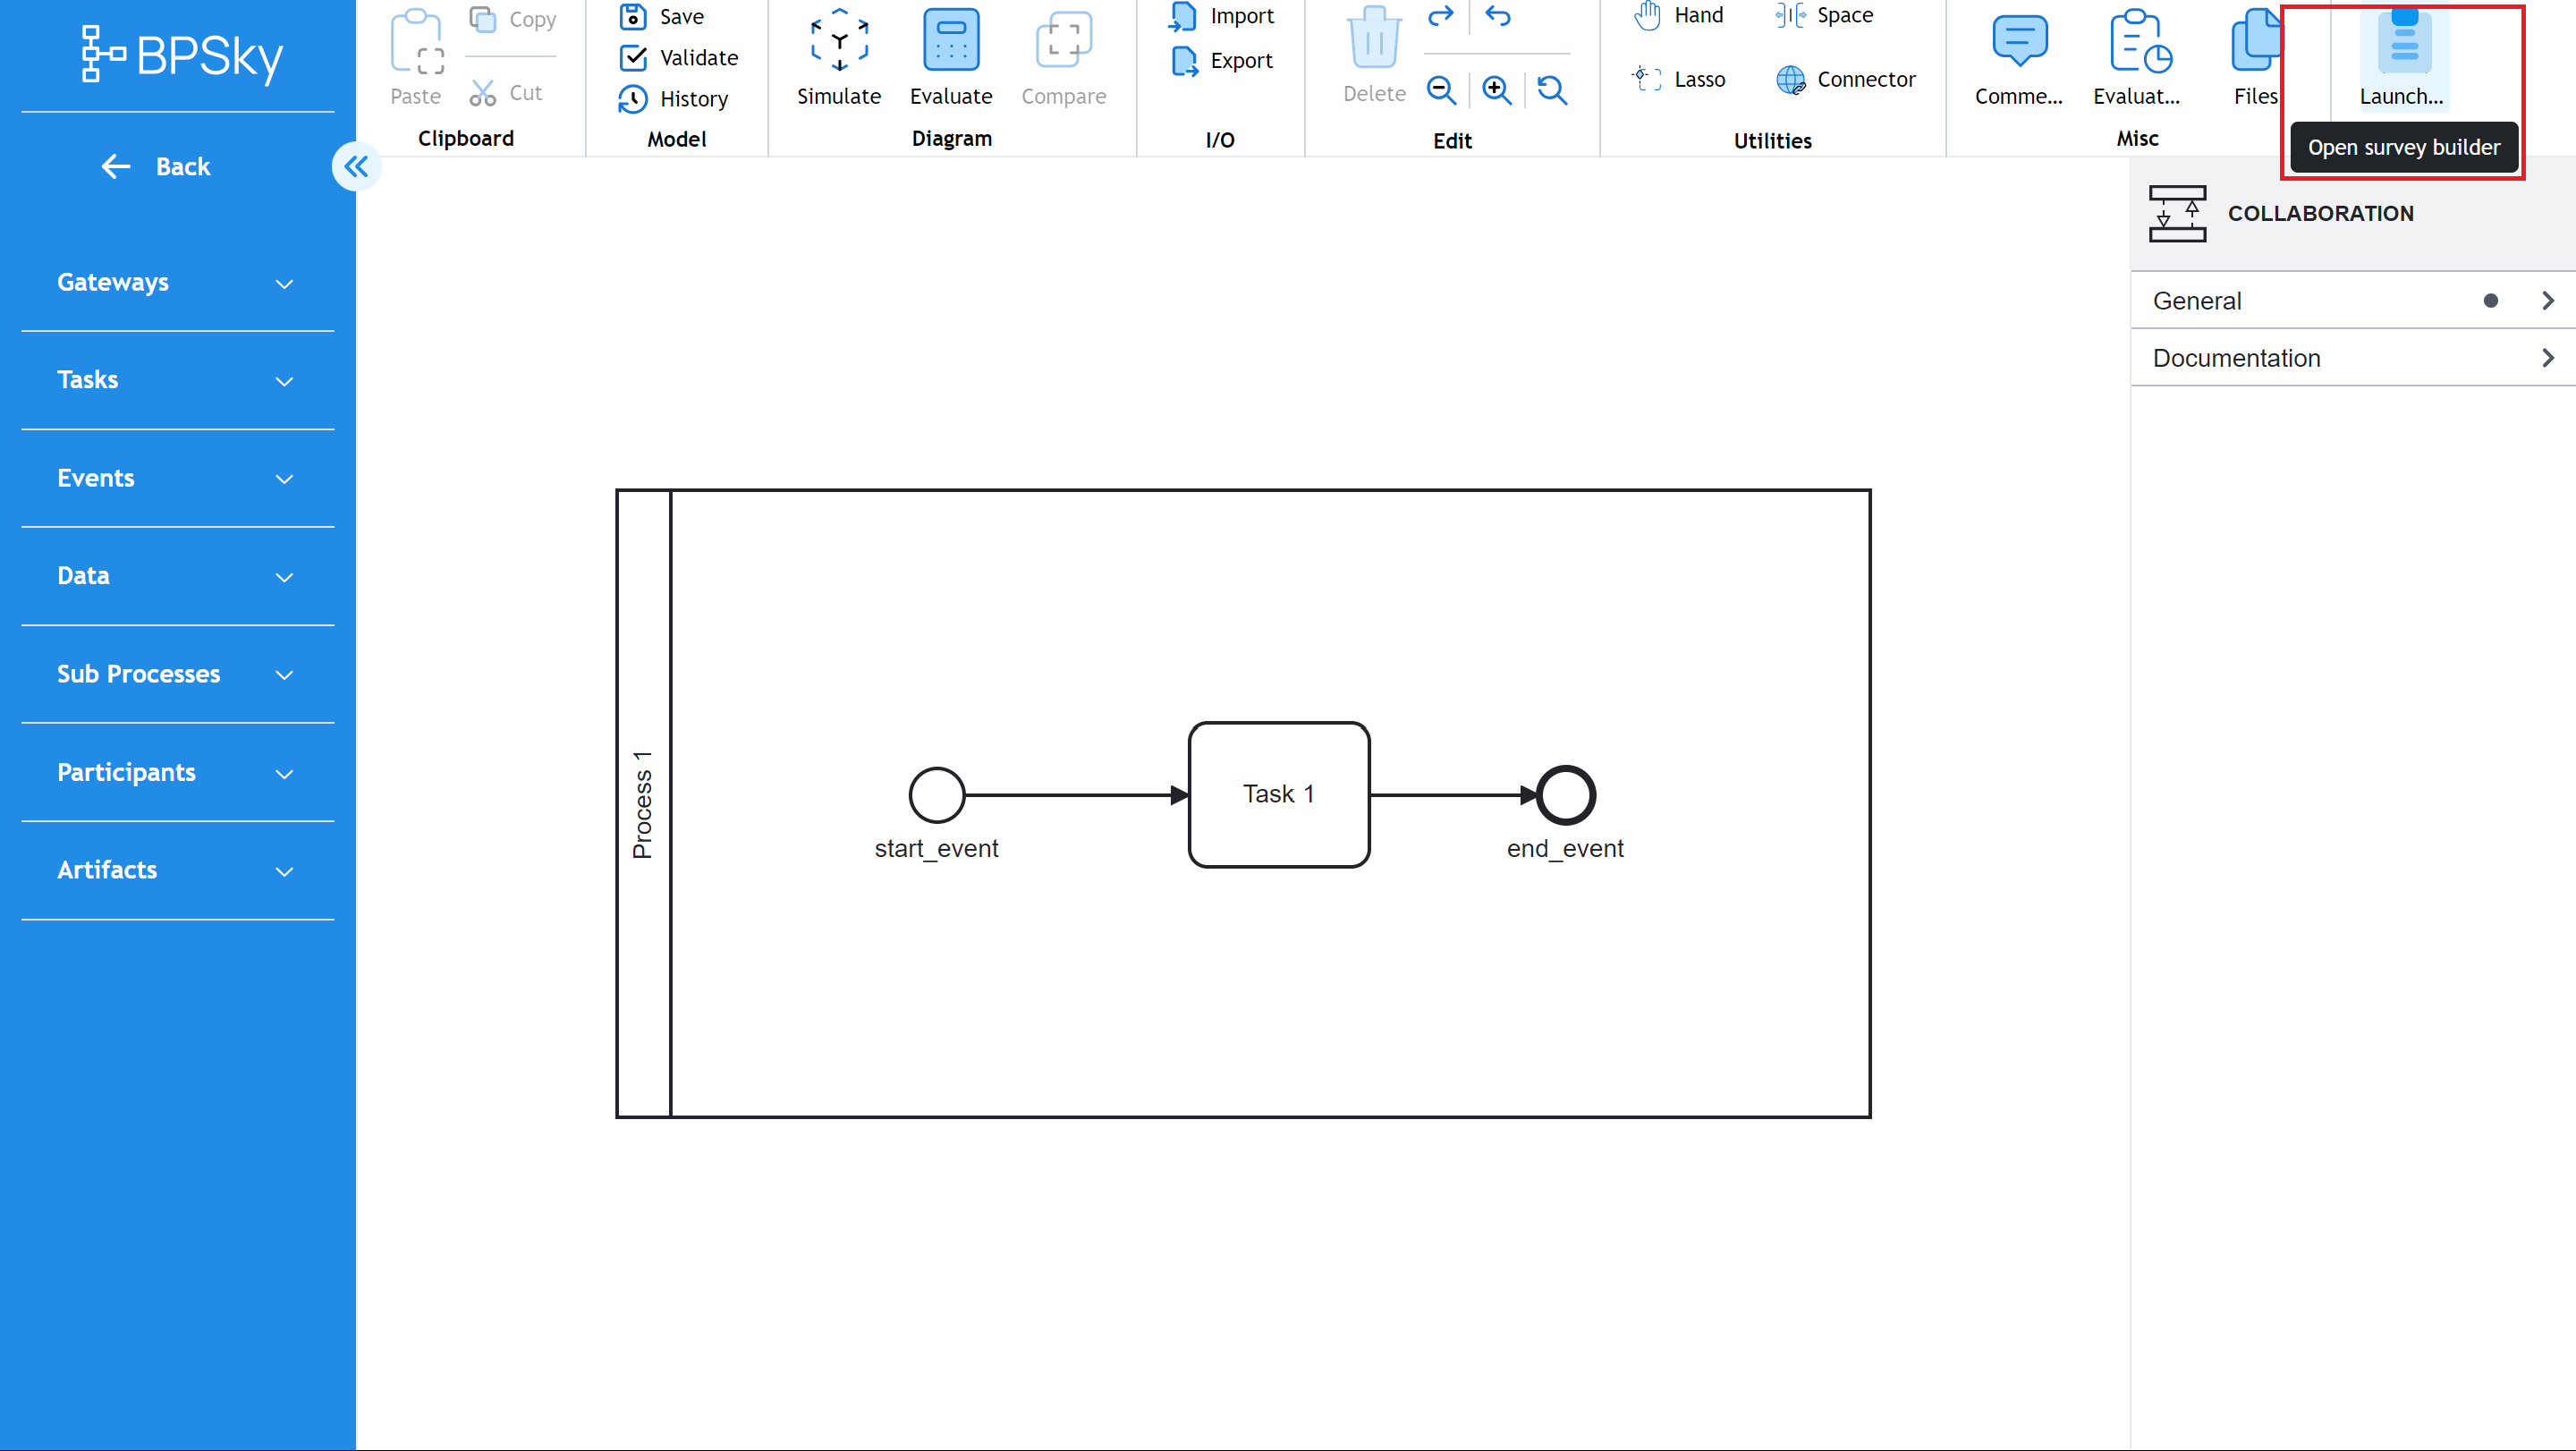 BPSky
Back
Gateways
Tasks
Events
Data
Sub Processes
Participants
Artifacts
Paste
Copy
Cut
Clipboard
Save
Validate
History
Model
Simulate
Evaluate
Compare
Diagram
Import
Export
I/O
Delete
Edit
Hand
Space
Lasso
Connector
Utilities
Comme...
Evaluat...
Files
Misc
Launch...
Open survey builder
COLLABORATION
General
Documentation
Process 1
start_event
Task 1
end_event